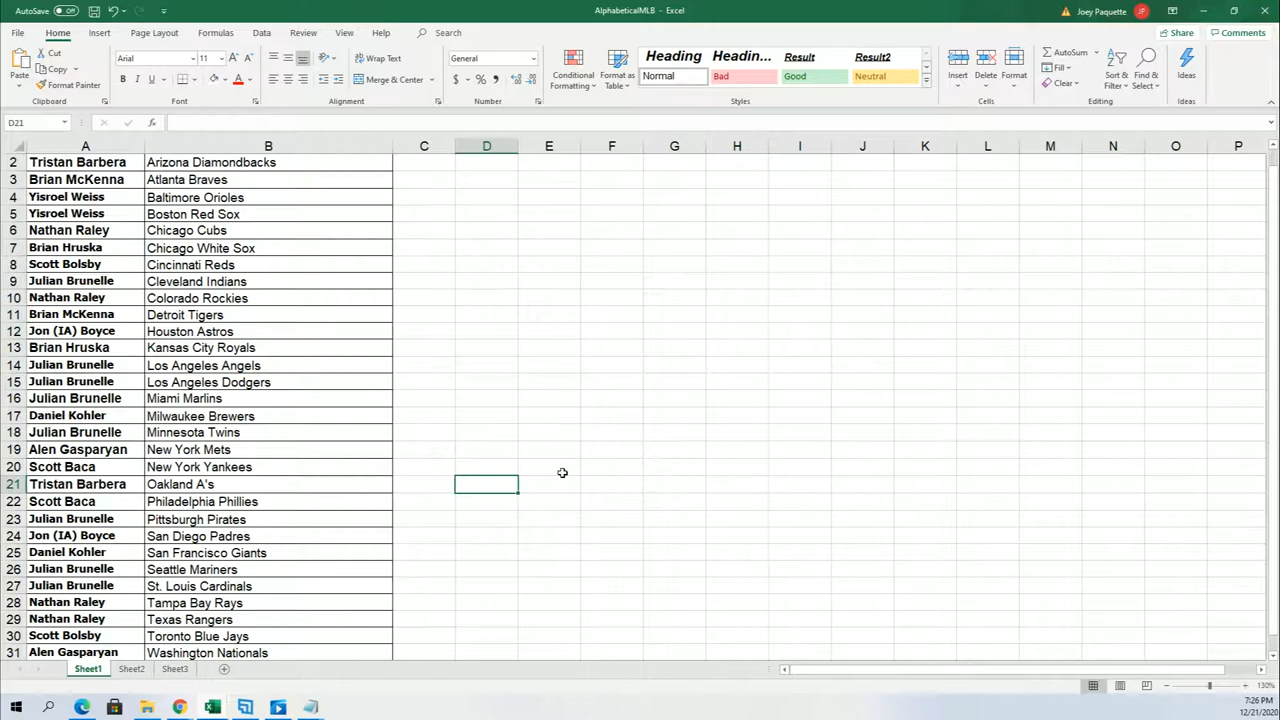 AutoSave Off AlphabeticalMLB - Excel Joey Paquette JP
File Home Insert Page Layout Formulas Data Review View Help Search Share Comments
Paste Cut Copy Format Painter Clipboard
Arial 11 B I U A Font
Wrap Text Merge & Center Alignment
General $ % Number
Conditional Formatting Format as Table
Heading Headin... Result Result2
Normal Bad Good Neutral
Styles
Insert Delete Format Cells
AutoSum Fill Clear Sort & Filter Find & Select Editing
Ideas Ideas
D21 fx
A B C D E F G H I J K L M N O P
2 Tristan Barbera Arizona Diamondbacks
3 Brian McKenna Atlanta Braves
4 Yisroel Weiss Baltimore Orioles
5 Yisroel Weiss Boston Red Sox
6 Nathan Raley Chicago Cubs
7 Brian Hruska Chicago White Sox
8 Scott Bolsby Cincinnati Reds
9 Julian Brunelle Cleveland Indians
10 Nathan Raley Colorado Rockies
11 Brian McKenna Detroit Tigers
12 Jon (IA) Boyce Houston Astros
13 Brian Hruska Kansas City Royals
14 Julian Brunelle Los Angeles Angels
15 Julian Brunelle Los Angeles Dodgers
16 Julian Brunelle Miami Marlins
17 Daniel Kohler Milwaukee Brewers
18 Julian Brunelle Minnesota Twins
19 Alen Gasparyan New York Mets
20 Scott Baca New York Yankees
21 Tristan Barbera Oakland A's
22 Scott Baca Philadelphia Phillies
23 Julian Brunelle Pittsburgh Pirates
24 Jon (IA) Boyce San Diego Padres
25 Daniel Kohler San Francisco Giants
26 Julian Brunelle Seattle Mariners
27 Julian Brunelle St. Louis Cardinals
28 Nathan Raley Tampa Bay Rays
29 Nathan Raley Texas Rangers
30 Scott Bolsby Toronto Blue Jays
31 Alen Gasparyan Washington Nationals
Sheet1 Sheet2 Sheet3
130%
7:26 PM
12/21/2020